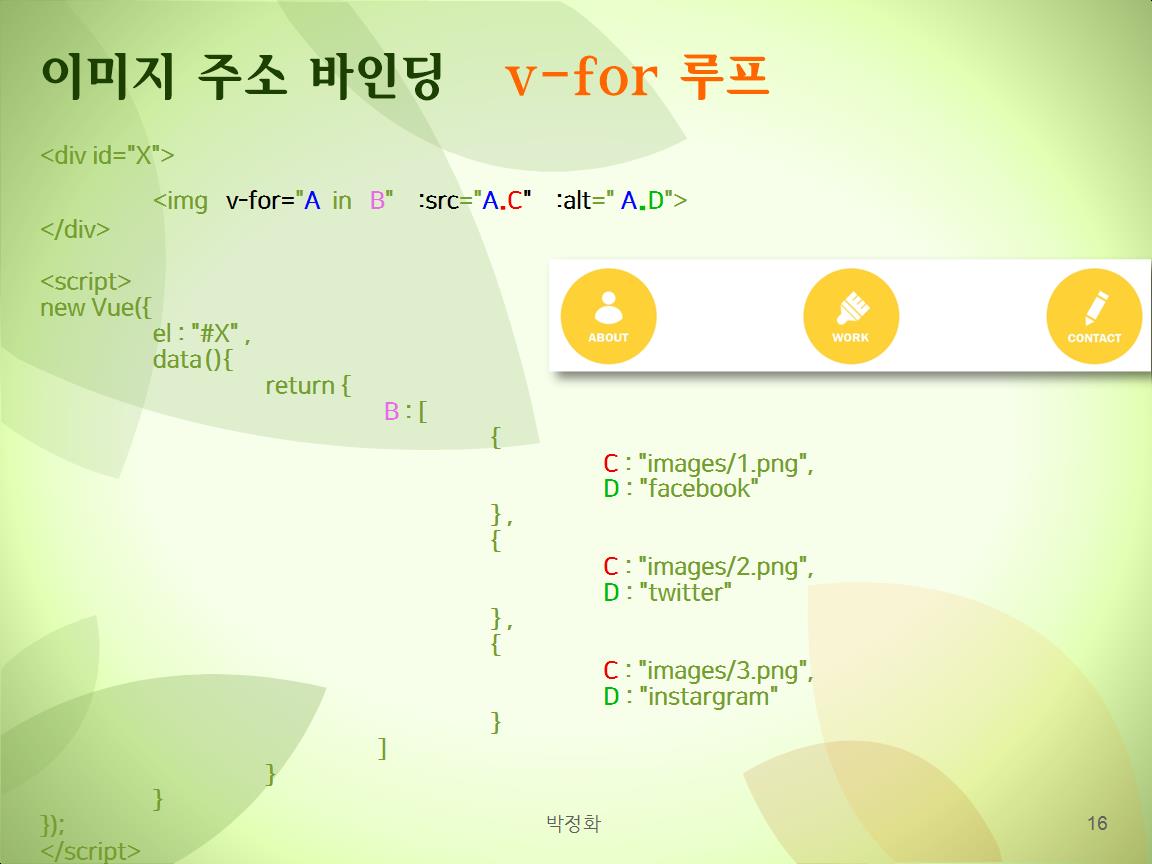 이미지 주소 바인딩 v-for 루프
<div id="X">
<img v-for="A in B" :src="A.C" :alt=" A.D">
</div>
<script>
new Vue({
el : "#X" ,
data(){
return {
B : [
{
C : "images/1.png",
D : "facebook"
},
{
C : "images/2.png",
D : "twitter"
},
{
C : "images/3.png",
D : "instargram"
}
]
}
}
});
</script>
ABOUT
WORK
CONTACT
박정화
16